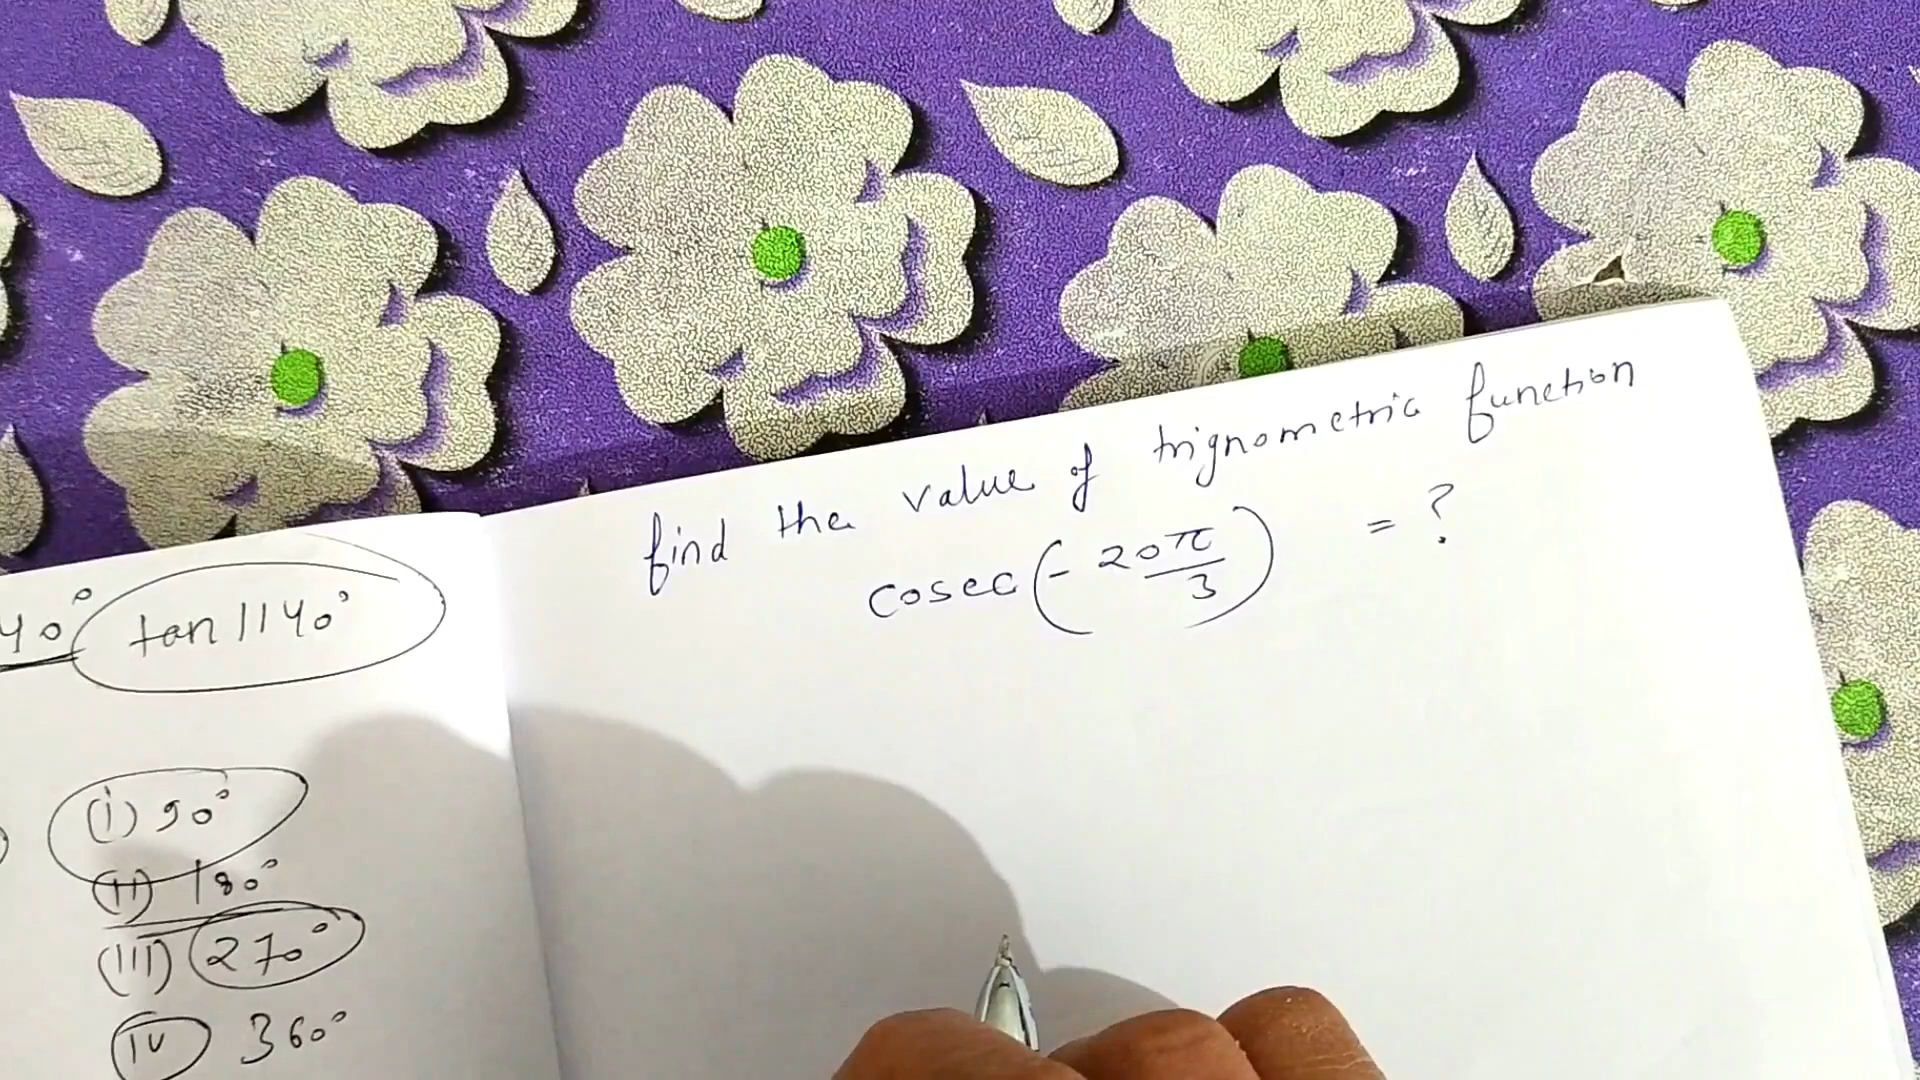 find the value of trignometric function
cosec (- 20π/3) = ?
40° tan 1140°
(i) 90°
(ii) 180°
(iii) 270°
(iv) 360°